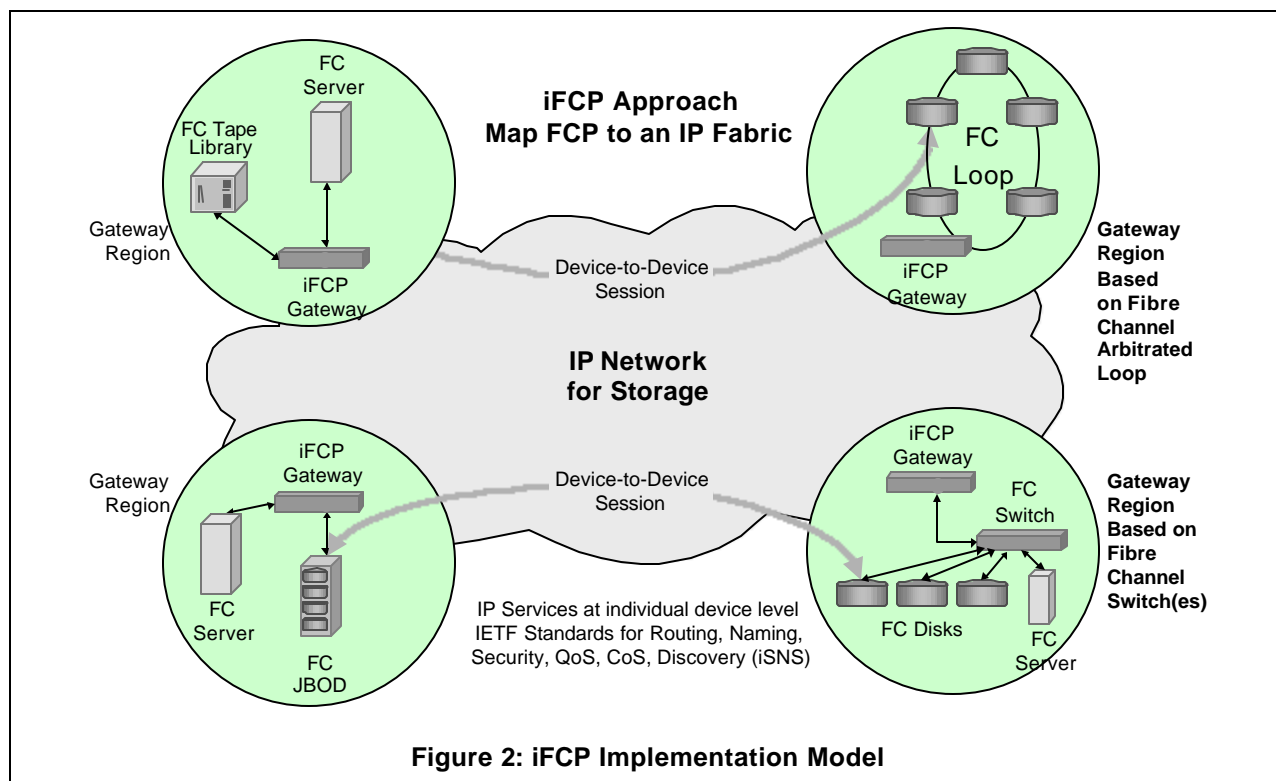 FC
Server
FC Tape
Library
Gateway
Region
iFCP
Gateway
iFCP Approach
Map FCP to an IP Fabric
FC
Loop
iFCP
Gateway
Gateway
Region
Based
on Fibre
Channel
Arbitrated
Loop
Device-to-Device
Session
IP Network
for Storage
Gateway
Region
iFCP
Gateway
FC
Server
FC
JBOD
Device-to-Device
Session
IP Services at individual device level
IETF Standards for Routing, Naming,
Security, QoS, CoS, Discovery (iSNS)
iFCP
Gateway
FC
Switch
FC Disks
FC
Server
Gateway
Region
Based on
Fibre
Channel
Switch(es)
Figure 2: iFCP Implementation Model